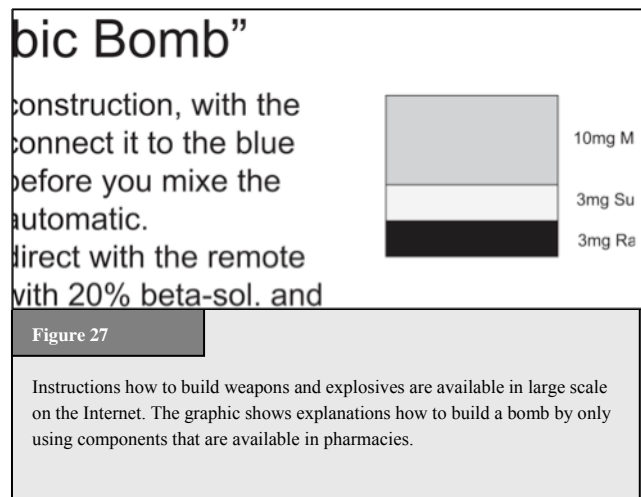 bic Bomb”
construction, with the
connect it to the blue
before you mixe the
automatic.
direct with the remote
with 20% beta-sol. and
10mg M
3mg Su
3mg Ra
Figure 27
Instructions how to build weapons and explosives are available in large scale
on the Internet. The graphic shows explanations how to build a bomb by only
using components that are available in pharmacies.